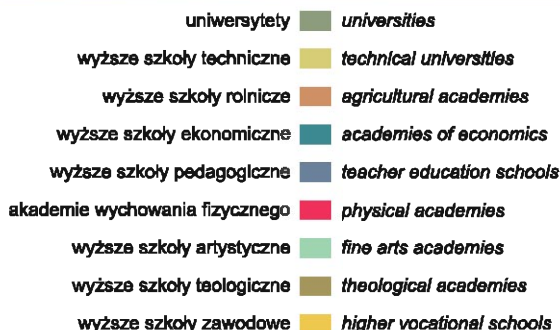 uniwersytety universities
wyższe szkoły techniczne technical universities
wyższe szkoły rolnicze agricultural academies
wyższe szkoły ekonomiczne academies of economics
wyższe szkoły pedagogiczne teacher education schools
akademie wychowania fizycznego physical academies
wyższe szkoły artystyczne fine arts academies
wyższe szkoły teologiczne theological academies
wyższe szkoły zawodowe higher vocational schools